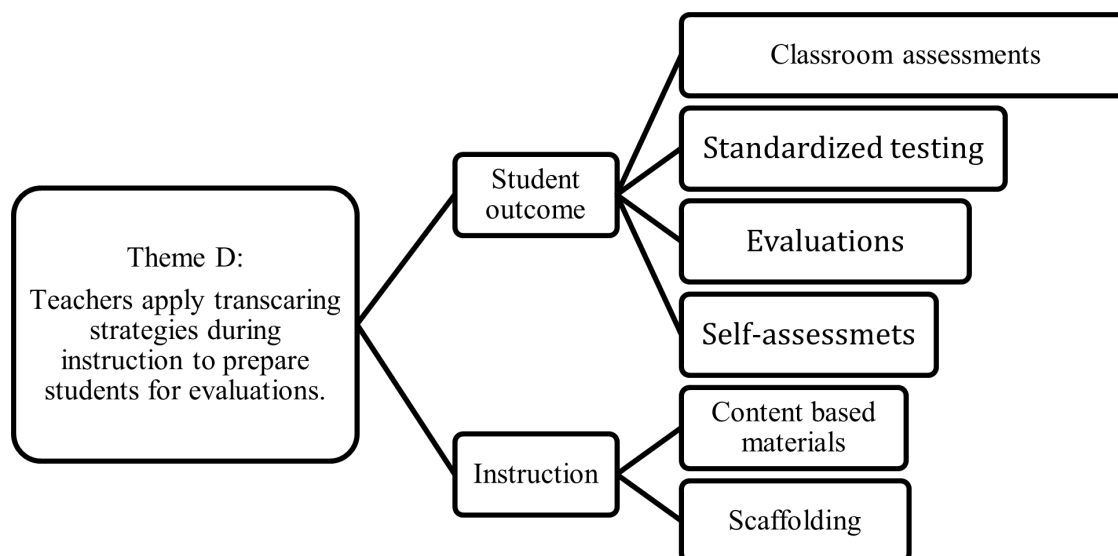 Theme D:
Teachers apply transcaring
strategies during
instruction to prepare
students for evaluations.
Student
outcome
Classroom assessments
Standardized testing
Evaluations
Self-assessmets
Instruction
Content based
materials
Scaffolding